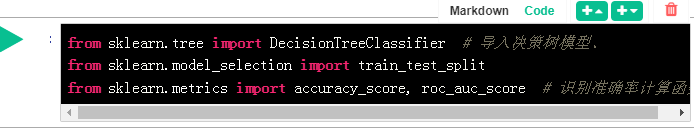 Markdown Code
from sklearn.tree import DecisionTreeClassifier # 导入决策树模型.
from sklearn.model_selection import train_test_split
from sklearn.metrics import accuracy_score, roc_auc_score # 识别准确率计算函